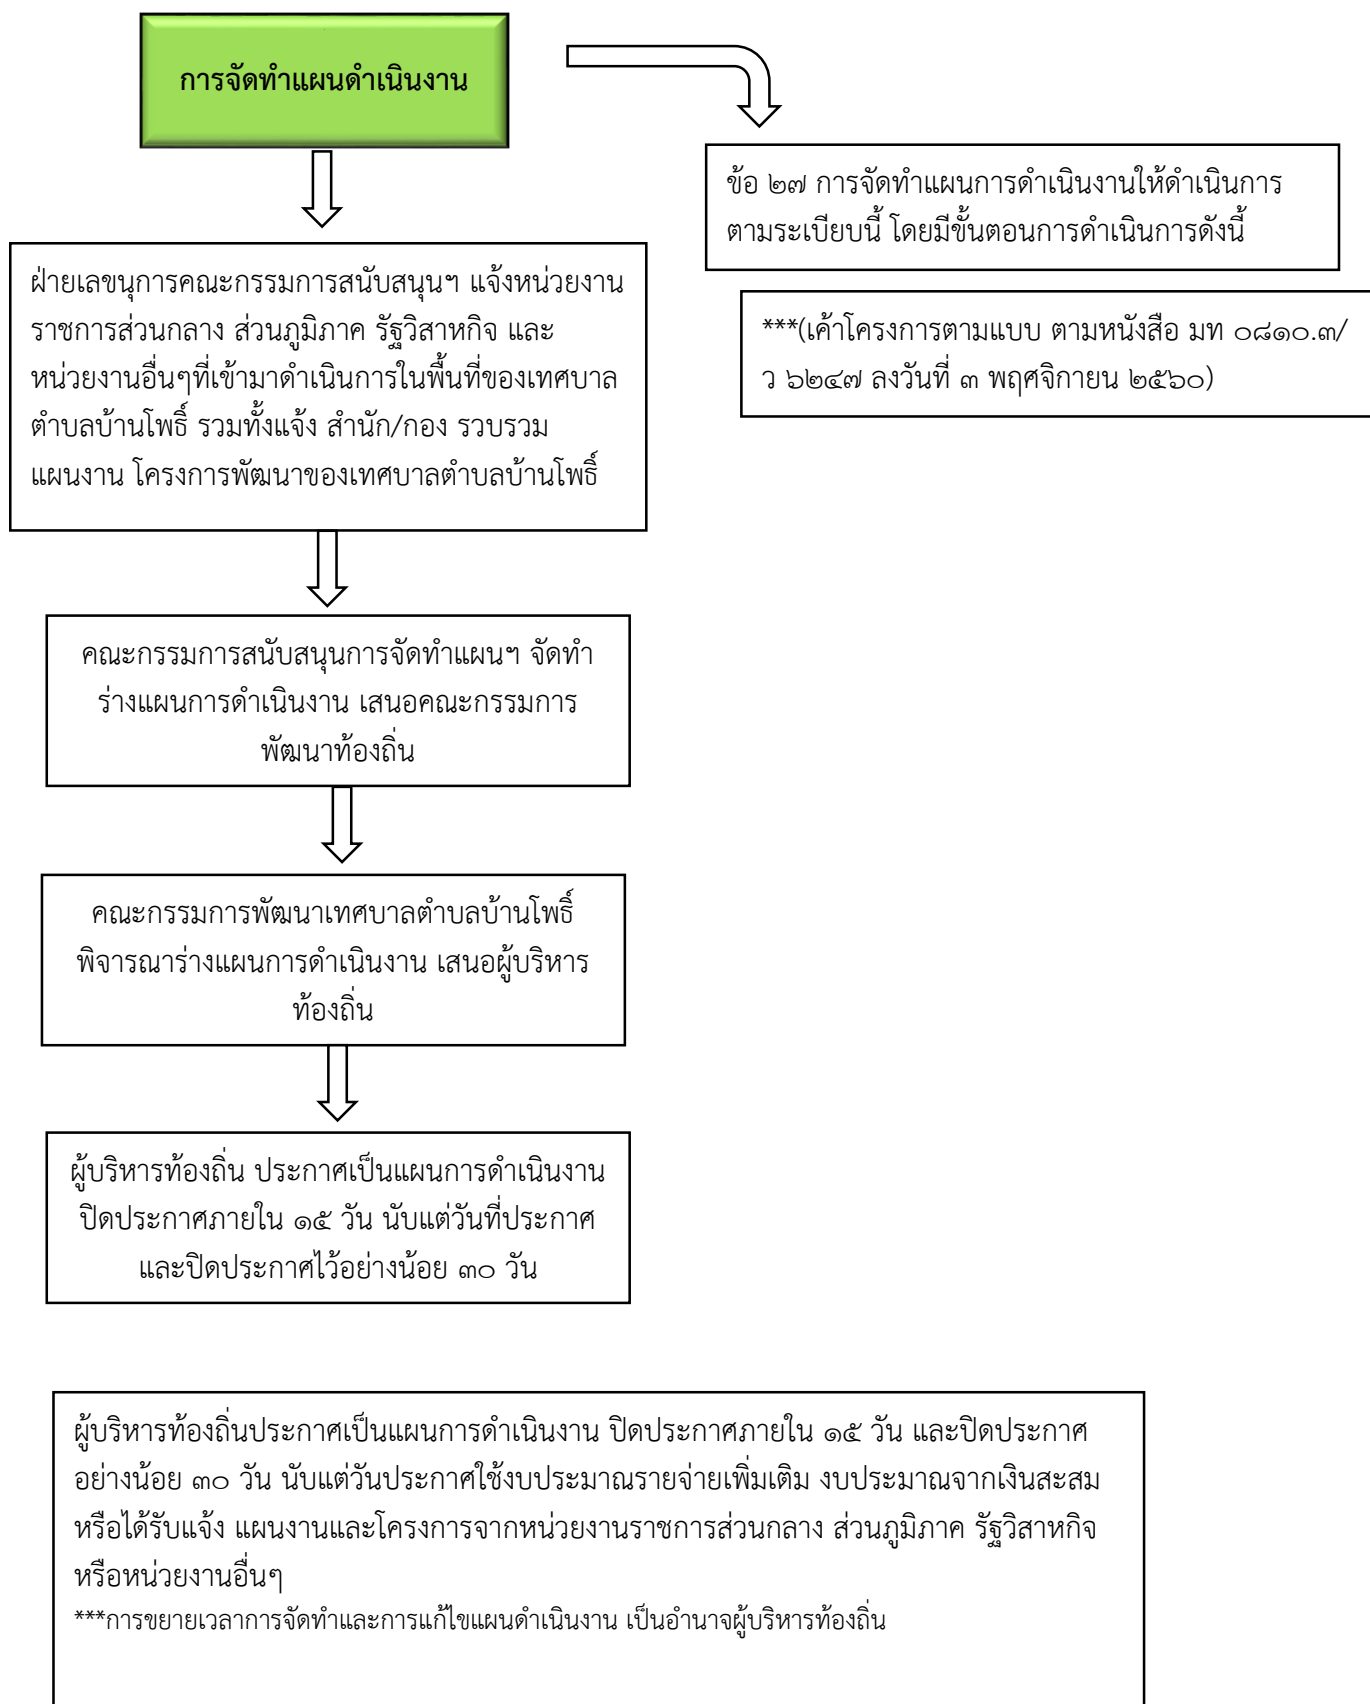 การจัดทำแผนดำเนินงาน
ข้อ ๒๗ การจัดทำแผนการดำเนินงานให้ดำเนินการ
ตามระเบียบนี้ โดยมีขั้นตอนการดำเนินการดังนี้
***(เค้าโครงการตามแบบ ตามหนังสือ มท ๐๘๑๐.๓/
ว ๖๒๔๗ ลงวันที่ ๓ พฤศจิกายน ๒๕๖๐)
ฝ่ายเลขนุการคณะกรรมการสนับสนุนฯ แจ้งหน่วยงาน
ราชการส่วนกลาง ส่วนภูมิภาค รัฐวิสาหกิจ และ
หน่วยงานอื่นๆที่เข้ามาดำเนินการในพื้นที่ของเทศบาล
ตำบลบ้านโพธิ์ รวมทั้งแจ้ง สำนัก/กอง รวบรวม
แผนงาน โครงการพัฒนาของเทศบาลตำบลบ้านโพธิ์
คณะกรรมการสนับสนุนการจัดทำแผนฯ จัดทำ
ร่างแผนการดำเนินงาน เสนอคณะกรรมการ
พัฒนาท้องถิ่น
คณะกรรมการพัฒนาเทศบาลตำบลบ้านโพธิ์
พิจารณาร่างแผนการดำเนินงาน เสนอผู้บริหาร
ท้องถิ่น
ผู้บริหารท้องถิ่น ประกาศเป็นแผนการดำเนินงาน
ปิดประกาศภายใน ๑๕ วัน นับแต่วันที่ประกาศ
และปิดประกาศไว้อย่างน้อย ๓๐ วัน
ผู้บริหารท้องถิ่นประกาศเป็นแผนการดำเนินงาน ปิดประกาศภายใน ๑๕ วัน และปิดประกาศ
อย่างน้อย ๓๐ วัน นับแต่วันประกาศใช้งบประมาณรายจ่ายเพิ่มเติม งบประมาณจากเงินสะสม
หรือได้รับแจ้ง แผนงานและโครงการจากหน่วยงานราชการส่วนกลาง ส่วนภูมิภาค รัฐวิสาหกิจ
หรือหน่วยงานอื่นๆ
***การขยายเวลาการจัดทำและการแก้ไขแผนดำเนินงาน เป็นอำนาจผู้บริหารท้องถิ่น